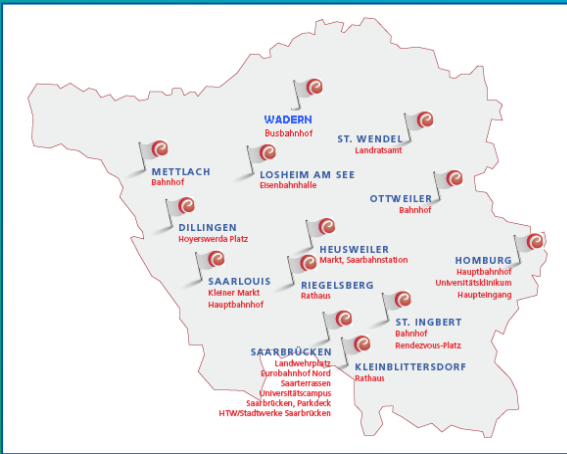 WADERN
Busbahnhof
ST. WENDEL
Landratsamt
METTLACH
Bahnhof
LOSHEIM AM SEE
Eisenbahnhalle
OTTWEILER
Bahnhof
DILLINGEN
Hoyerswerda Platz
HEUSWEILER
Markt, Saarbahnstation
HOMBURG
Hauptbahnhof
Universitätsklinikum
Haupteingang
SAARLOUIS
Kleiner Markt
Hauptbahnhof
RIEGELSBERG
Rathaus
ST. INGBERT
Bahnhof
Rendezvous-Platz
SAARBRÜCKEN
Landwehrplatz
Eurobahnhof Nord
Saarterrassen
Universitätscampus
Saarbrücken, Parkdeck
HTW/Stadtwerke Saarbrücken
KLEINBLITTERSDORF
Rathaus